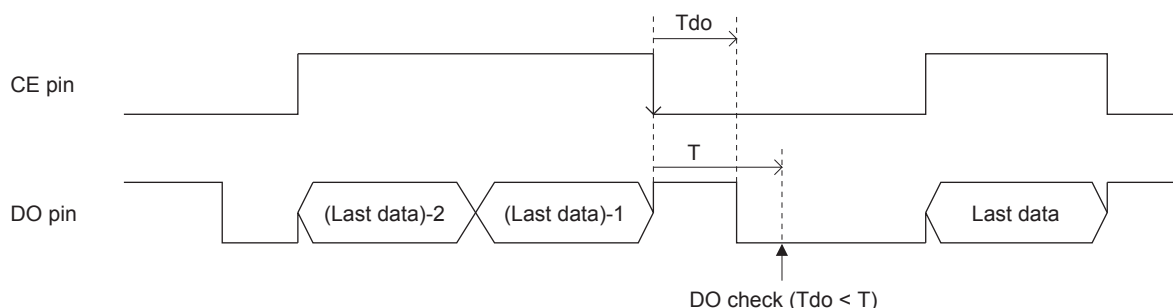 Tdo
CE pin
T
DO pin
(Last data)-2
(Last data)-1
Last data
DO check (Tdo < T)